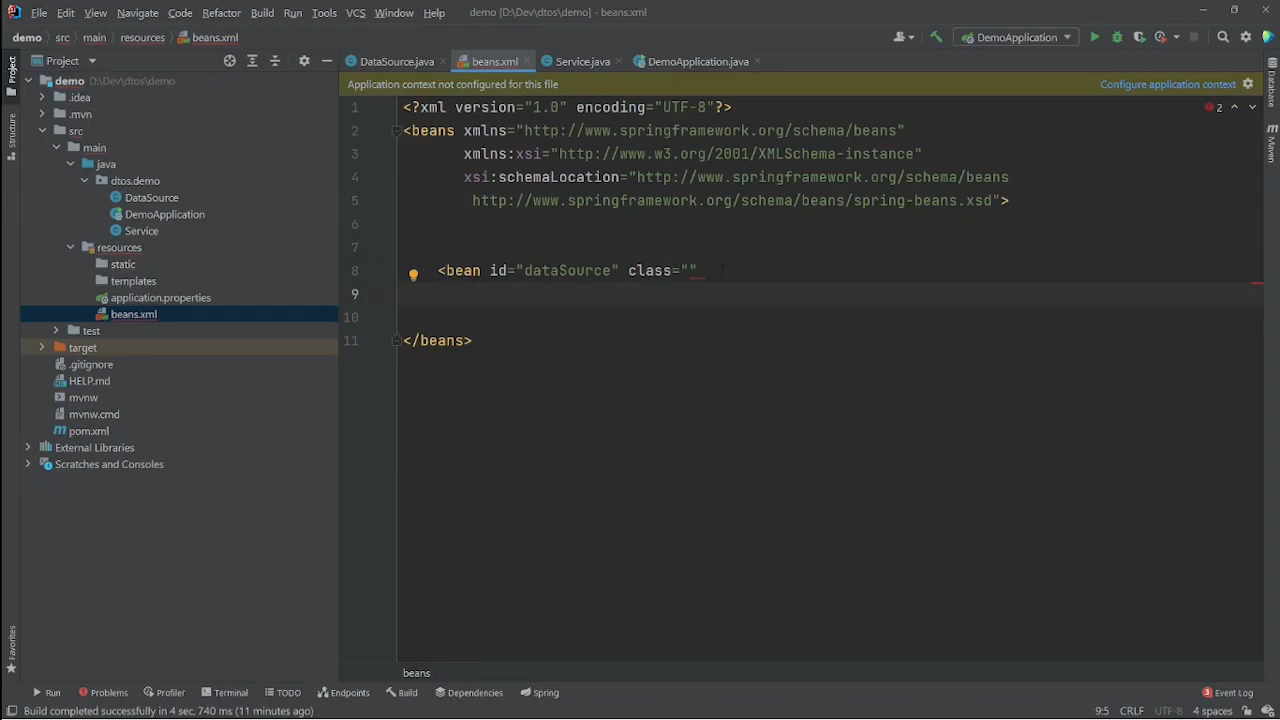 File Edit View Navigate Code Refactor Build Run Tools VCS Window Help demo [D:\Dev\dtos\demo] - beans.xml
demo src main resources beans.xml DemoApplication
Project
DataSource.java beans.xml Service.java DemoApplication.java
demo D:\Dev\dtos\demo
.idea
.mvn
src
main
java
dtos.demo
DataSource
DemoApplication
Service
resources
static
templates
application.properties
beans.xml
test
target
.gitignore
HELP.md
mvnw
mvnw.cmd
pom.xml
External Libraries
Scratches and Consoles
Application context not configured for this file Configure application context
1 <?xml version="1.0" encoding="UTF-8"?>
2 <beans xmlns="http://www.springframework.org/schema/beans"
3 xmlns:xsi="http://www.w3.org/2001/XMLSchema-instance"
4 xsi:schemaLocation="http://www.springframework.org/schema/beans
5 http://www.springframework.org/schema/beans/spring-beans.xsd">
6
7
8 <bean id="dataSource" class=""
9
10
11 </beans>
2
beans
Project
Structure
Favorites
Database
Maven
Run Problems Profiler Terminal TODO Endpoints Build Dependencies Spring 3 Event Log
Build completed successfully in 4 sec, 740 ms (11 minutes ago) 9:5 CRLF UTF-8 4 spaces